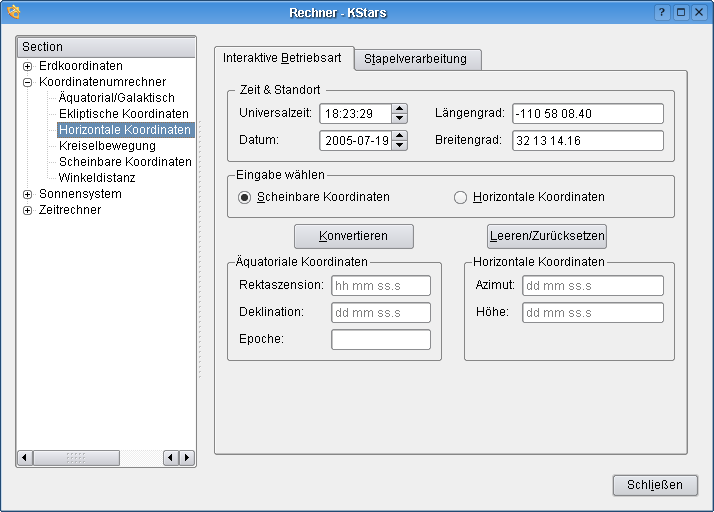 Rechner - KStars
Section
Erdkoordinaten
Koordinatenumrechner
Äquatorial/Galaktisch
Ekliptische Koordinaten
Horizontale Koordinaten
Kreiselbewegung
Scheinbare Koordinaten
Winkeldistanz
Sonnensystem
Zeitrechner
Interaktive Betriebsart
Stapelverarbeitung
Zeit & Standort
Universalzeit: 18:23:29 Längengrad: -110 58 08.40
Datum: 2005-07-19 Breitengrad: 32 13 14.16
Eingabe wählen
Scheinbare Koordinaten
Horizontale Koordinaten
Konvertieren
Leeren/Zurücksetzen
Äquatoriale Koordinaten
Rektaszension: hh mm ss.s
Deklination: dd mm ss.s
Epoche:
Horizontale Koordinaten
Azimut: dd mm ss.s
Höhe: dd mm ss.s
Schließen